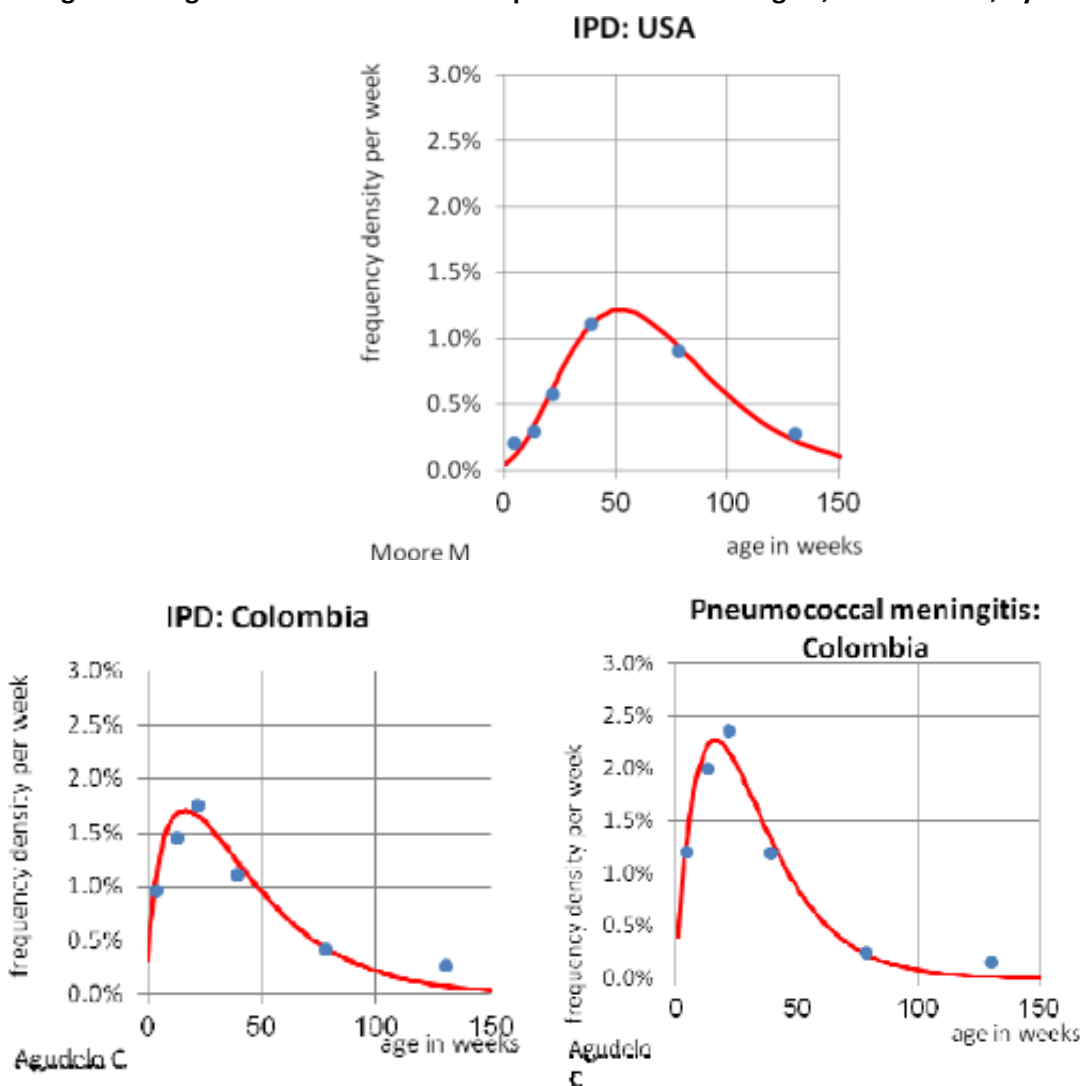 IPD: USA
frequency density per week
3.0%
2.5%
2.0%
1.5%
1.0%
0.5%
0.0%
0 50 100 150
age in weeks
Moore M
IPD: Colombia
frequency density per week
3.0%
2.5%
2.0%
1.5%
1.0%
0.5%
0.0%
0 50 100 150
age in weeks
Agudelo C.
Pneumococcal meningitis:
Colombia
frequency density per week
3.0%
2.5%
2.0%
1.5%
1.0%
0.5%
0.0%
0 50 100 150
age in weeks
Agudelo
C